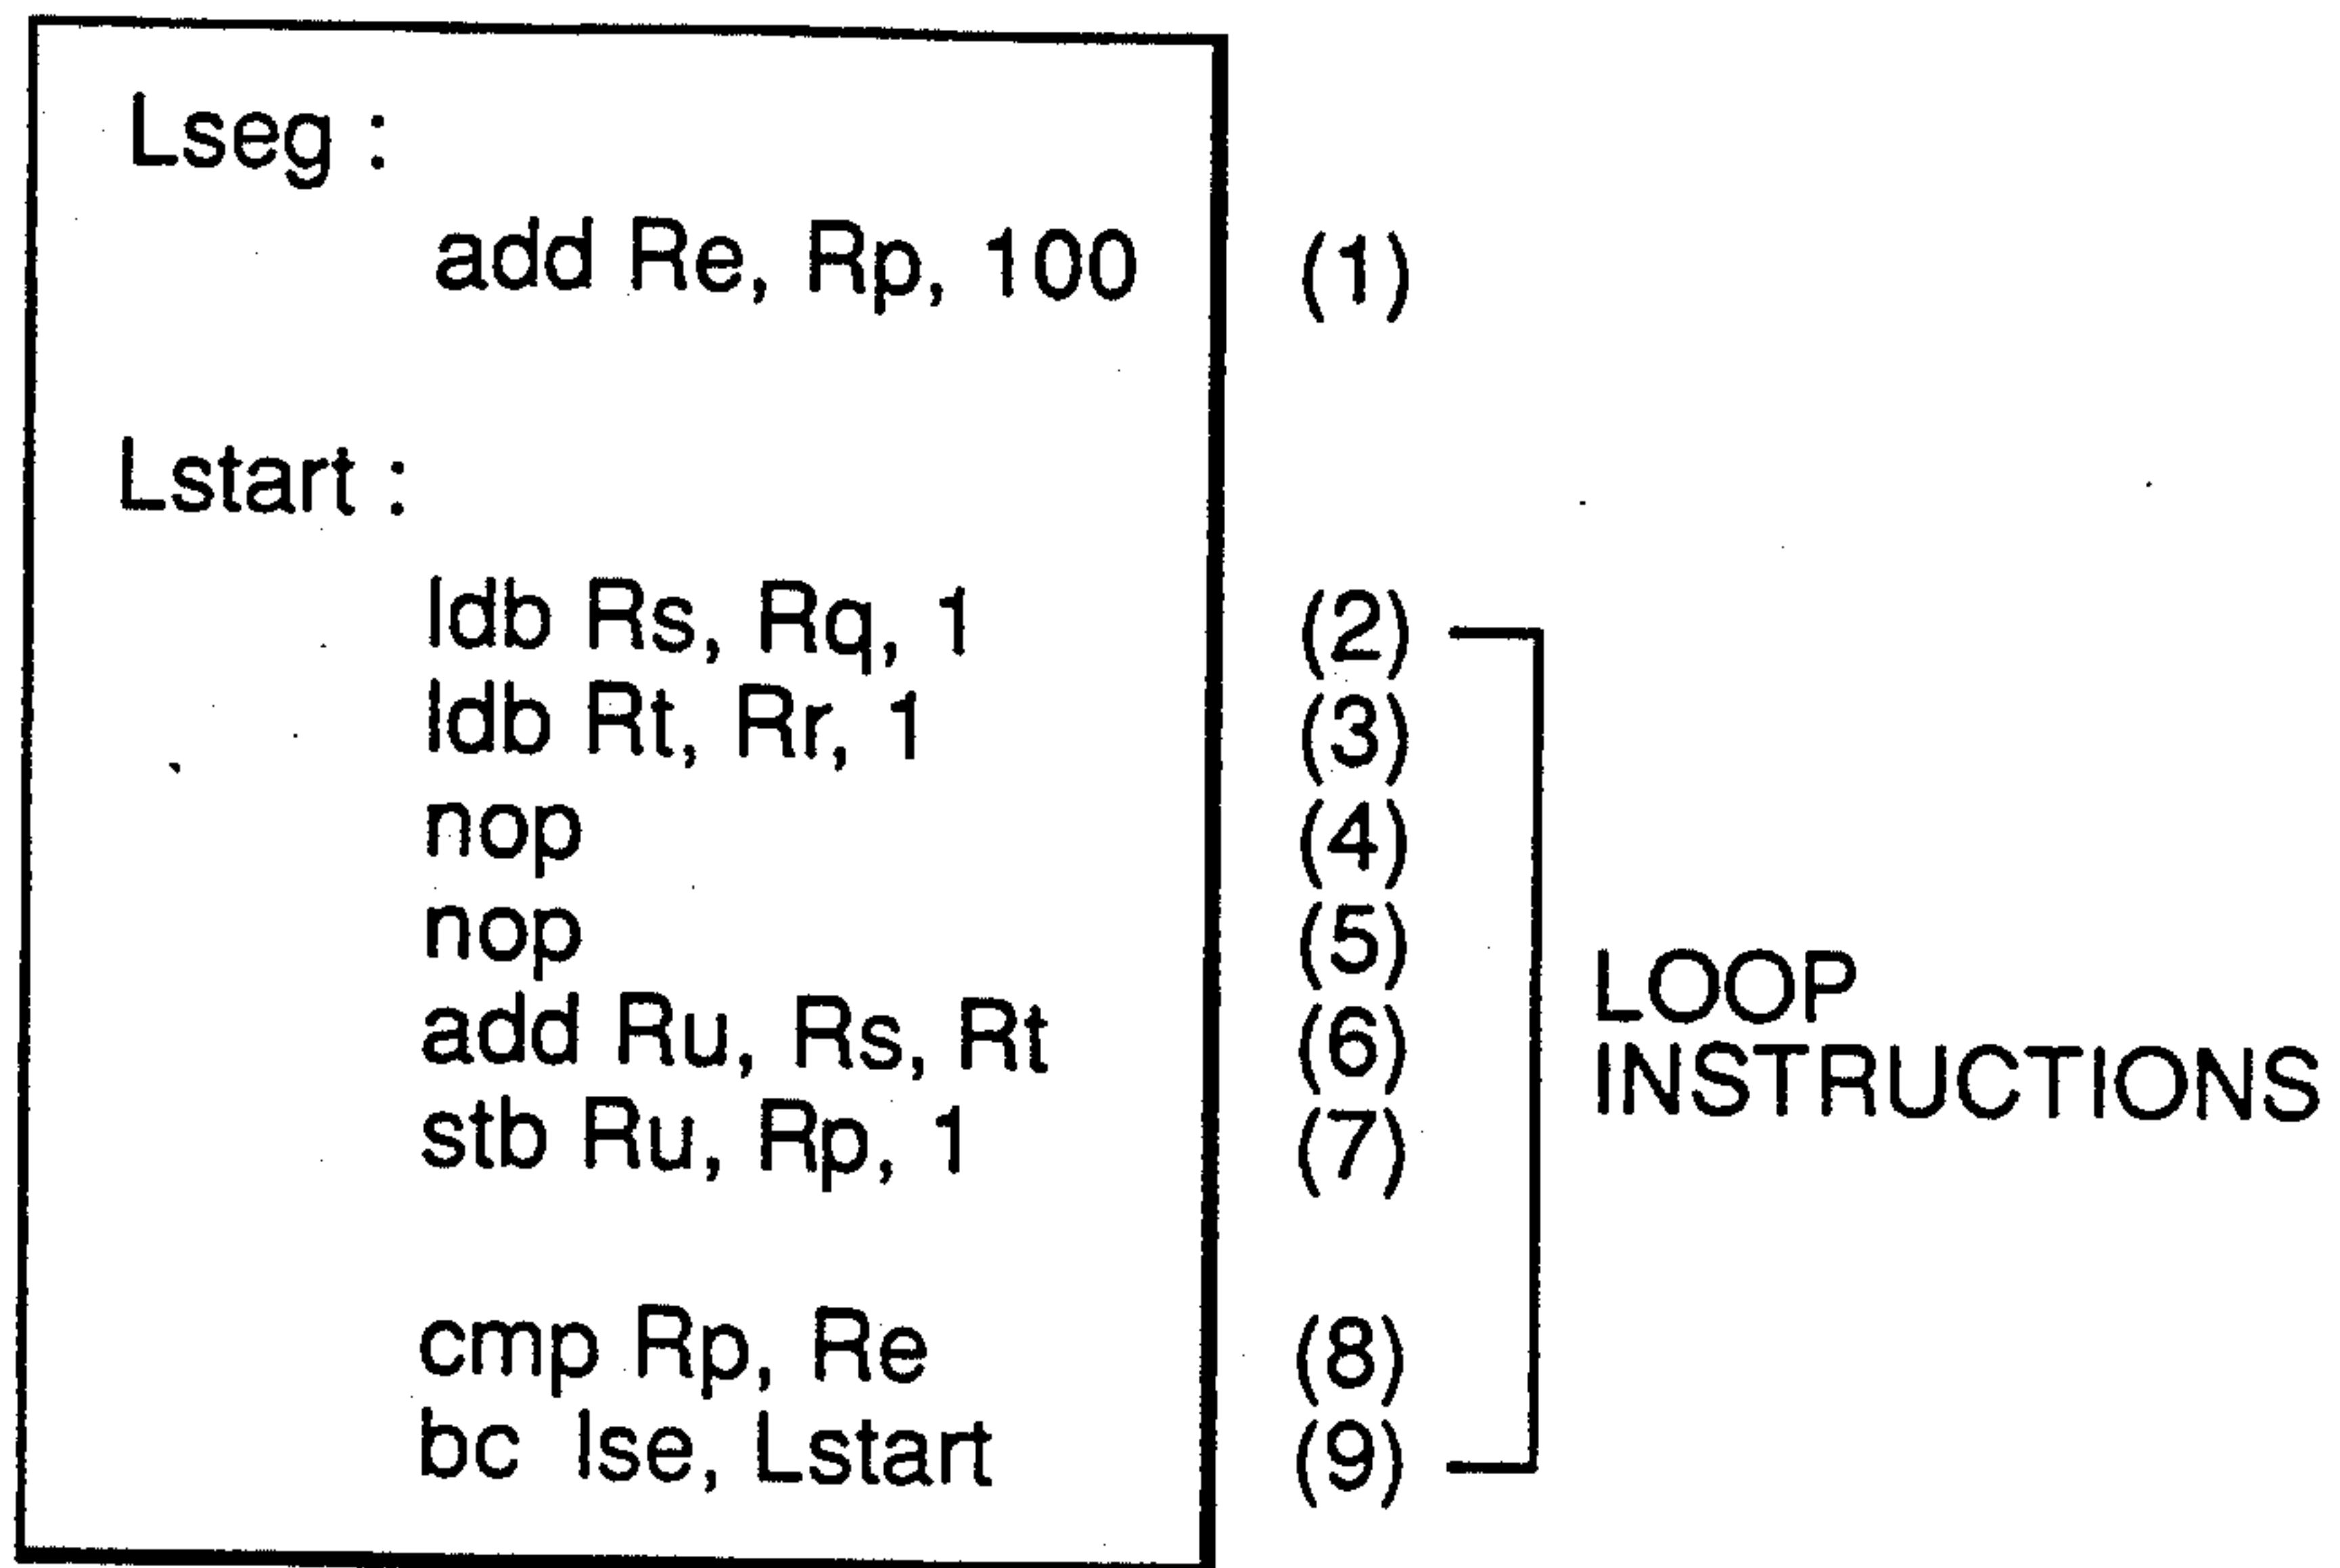 Lseg :
add Re, Rp, 100 (1)
Lstart :
ldb Rs, Rq, 1 (2)
ldb Rt, Rr, 1 (3)
nop (4)
nop (5)
add Ru, Rs, Rt (6)
stb Ru, Rp, 1 (7)
cmp Rp, Re (8)
bc lse, Lstart (9)
LOOP
INSTRUCTIONS